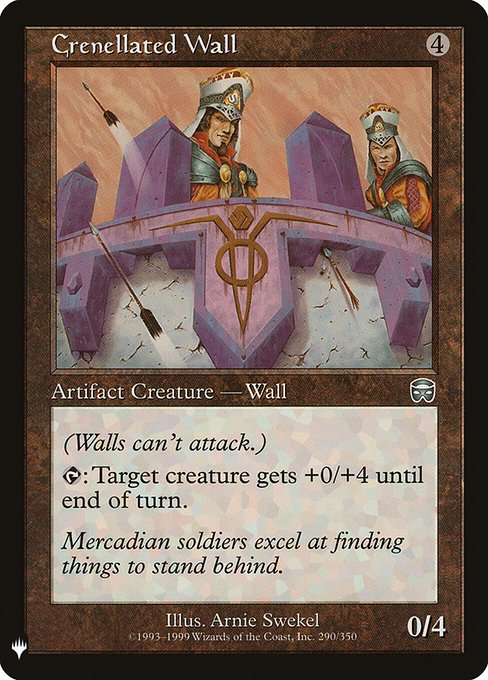 Crenellated Wall 4
Artifact Creature — Wall
(Walls can't attack.)
: Target creature gets +0/+4 until
end of turn.
Mercadian soldiers excel at finding
things to stand behind.
Illus. Arnie Swekel
©1993–1999 Wizards of the Coast, Inc. 290/350
0/4